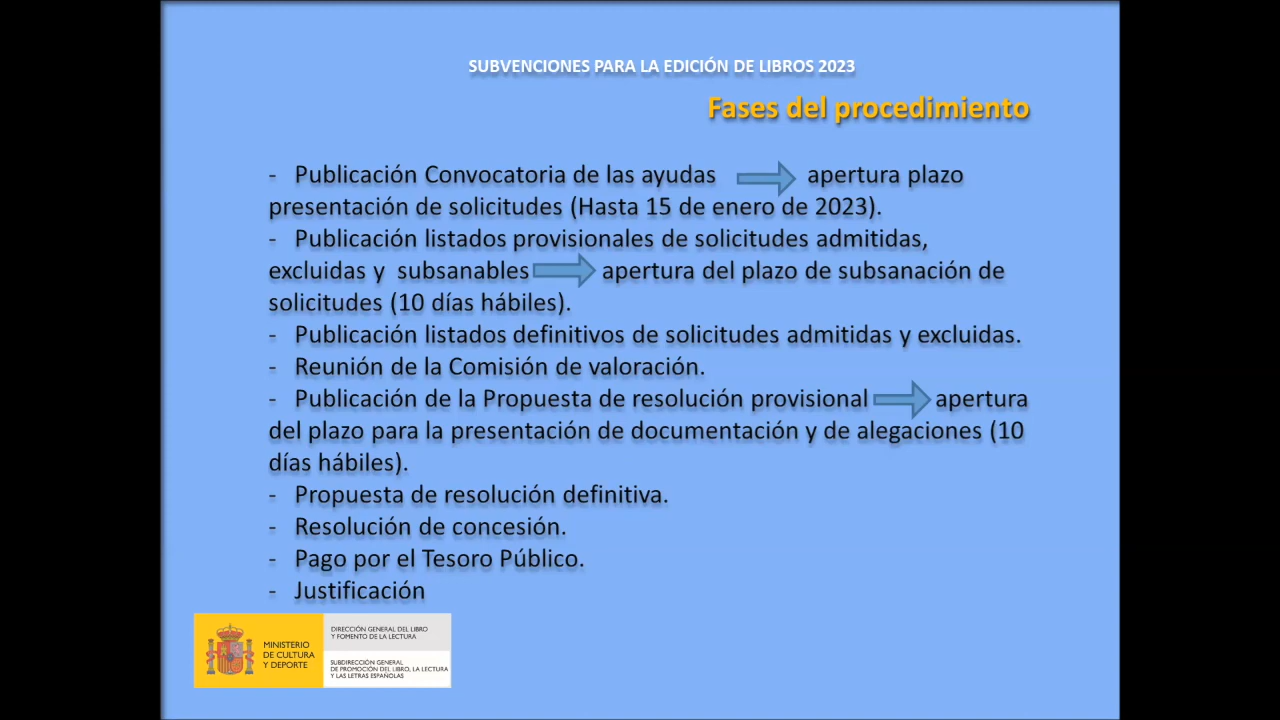 SUBVENCIONES PARA LA EDICIÓN DE LIBROS 2023
Fases del procedimiento
- Publicación Convocatoria de las ayudas apertura plazo
presentación de solicitudes (Hasta 15 de enero de 2023).
- Publicación listados provisionales de solicitudes admitidas,
excluidas y subsanables apertura del plazo de subsanación de
solicitudes (10 días hábiles).
- Publicación listados definitivos de solicitudes admitidas y excluidas.
- Reunión de la Comisión de valoración.
- Publicación de la Propuesta de resolución provisional apertura
del plazo para la presentación de documentación y de alegaciones (10
días hábiles).
- Propuesta de resolución definitiva.
- Resolución de concesión.
- Pago por el Tesoro Público.
- Justificación
MINISTERIO
DE CULTURA
Y DEPORTE
DIRECCIÓN GENERAL DEL LIBRO
Y FOMENTO DE LA LECTURA
SUBDIRECCIÓN GENERAL
DE PROMOCIÓN DEL LIBRO, LA LECTURA
Y LAS LETRAS ESPAÑOLAS